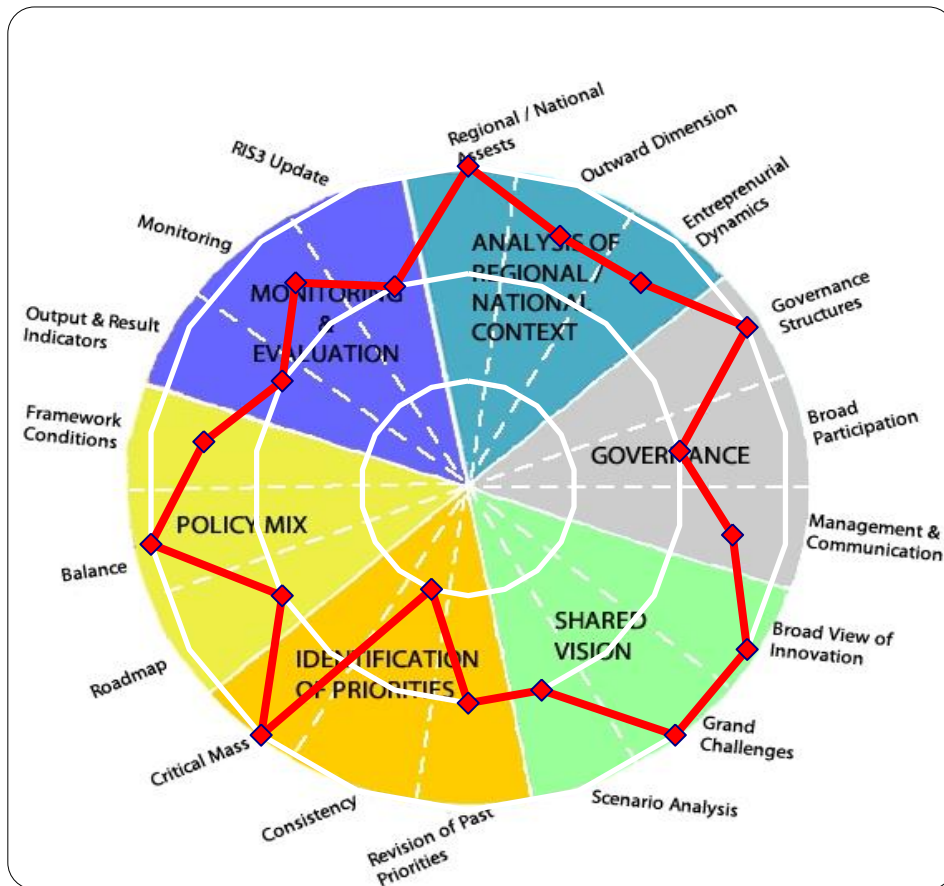 Regional / National
Assests
Outward Dimension
Entreprenurial
Dynamics
Governance
Structures
Broad
Participation
Management &
Communication
Broad View of
Innovation
Grand
Challenges
Scenario Analysis
Revision of Past
Priorities
Consistency
Critical Mass
Roadmap
Balance
Framework
Conditions
Output & Result
Indicators
Monitoring
RIS3 Update
ANALYSIS OF
REGIONAL /
NATIONAL
CONTEXT
GOVERNANCE
SHARED
VISION
IDENTIFICATION
OF PRIORITIES
POLICY MIX
MONITORING
&
EVALUATION